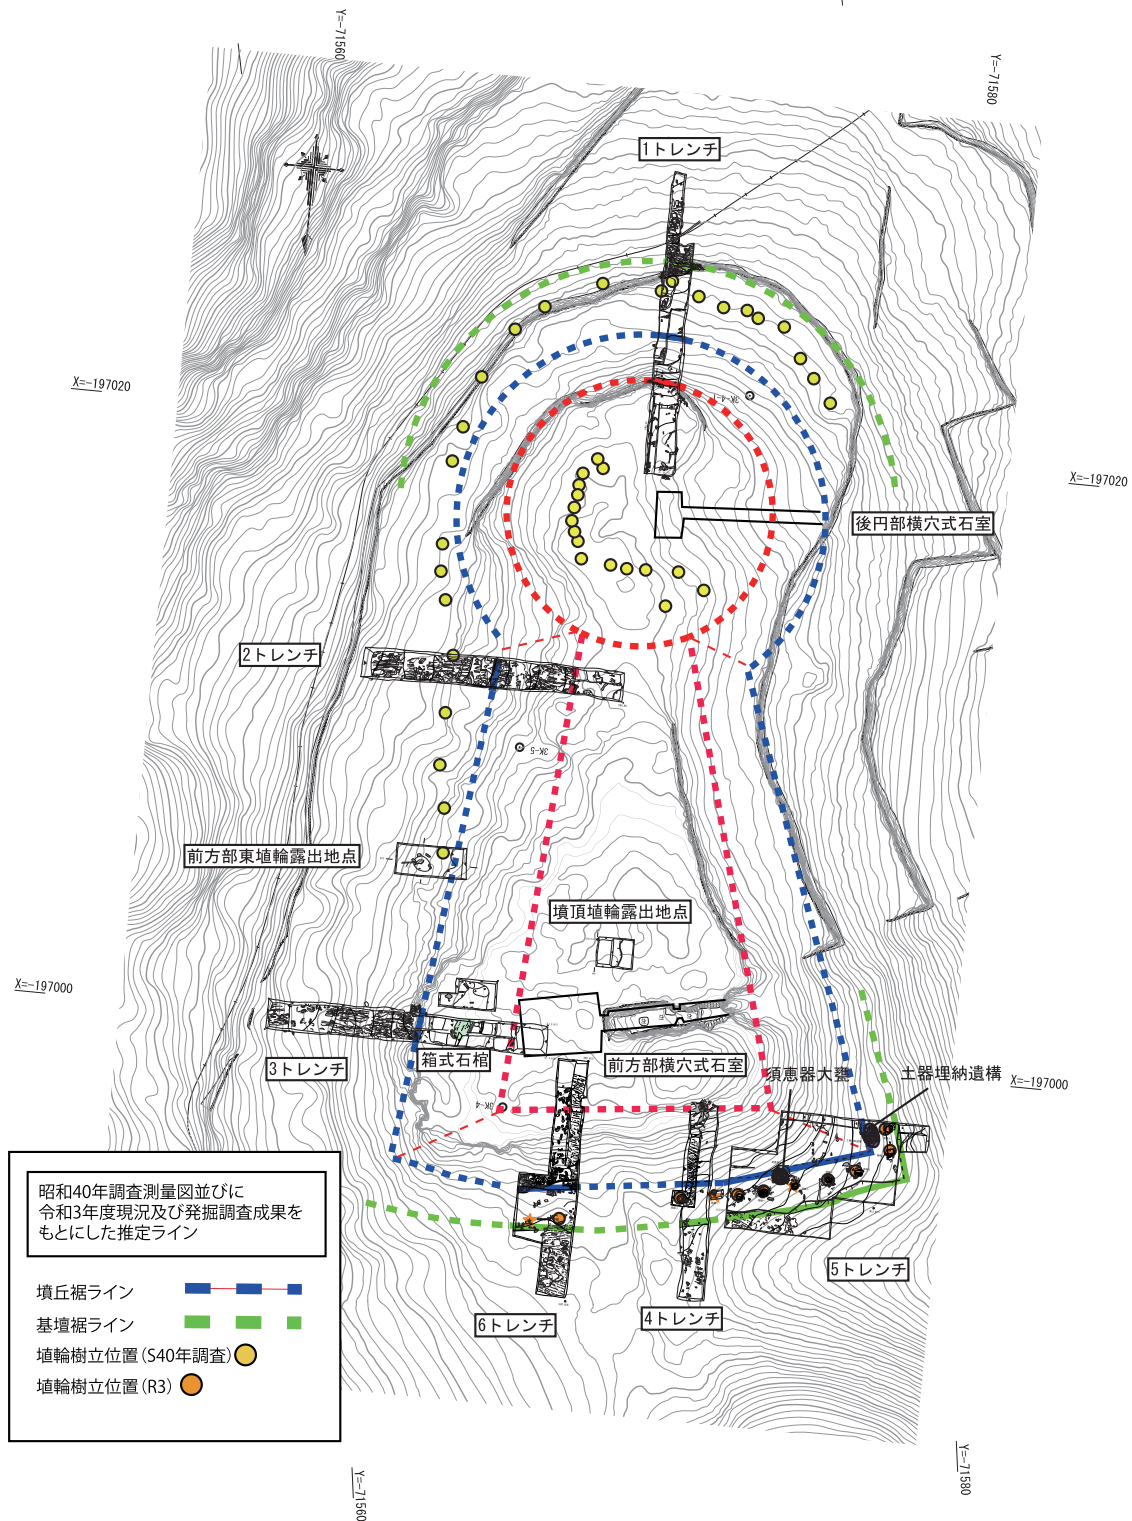 Y=-71560
Y=-71580
1トレンチ
X=-197020
3K-4-1
X=-197020
後円部横穴式石室
2トレンチ
3K-5
前方部東埴輪露出地点
墳頂埴輪露出地点
X=-197000
箱式石棺
前方部横穴式石室
3トレンチ
須恵器大甕
土器埋納遺構
X=-197000
3K-4
昭和40年調査測量図並びに
令和3年度現況及び発掘調査成果を
もとにした推定ライン
墳丘裾ライン
基壇裾ライン
埴輪樹立位置(S40年調査)
埴輪樹立位置(R3)
5トレンチ
4トレンチ
6トレンチ
Y=-71560
Y=-71580